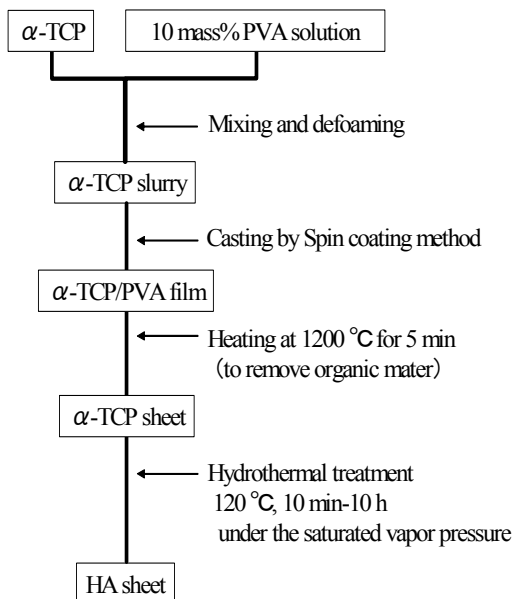 α-TCP
10 mass% PVA solution
Mixing and defoaming
α-TCP slurry
Casting by Spin coating method
α-TCP/PVA film
Heating at 1200 ℃ for 5 min
(to remove organic mater)
α-TCP sheet
Hydrothermal treatment
120 ℃, 10 min-10 h
under the saturated vapor pressure
HA sheet